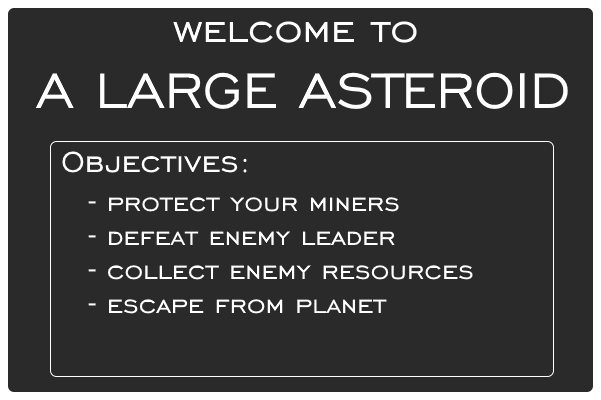 WELCOME TO
A LARGE ASTEROID
OBJECTIVES:
- PROTECT YOUR MINERS
- DEFEAT ENEMY LEADER
- COLLECT ENEMY RESOURCES
- ESCAPE FROM PLANET